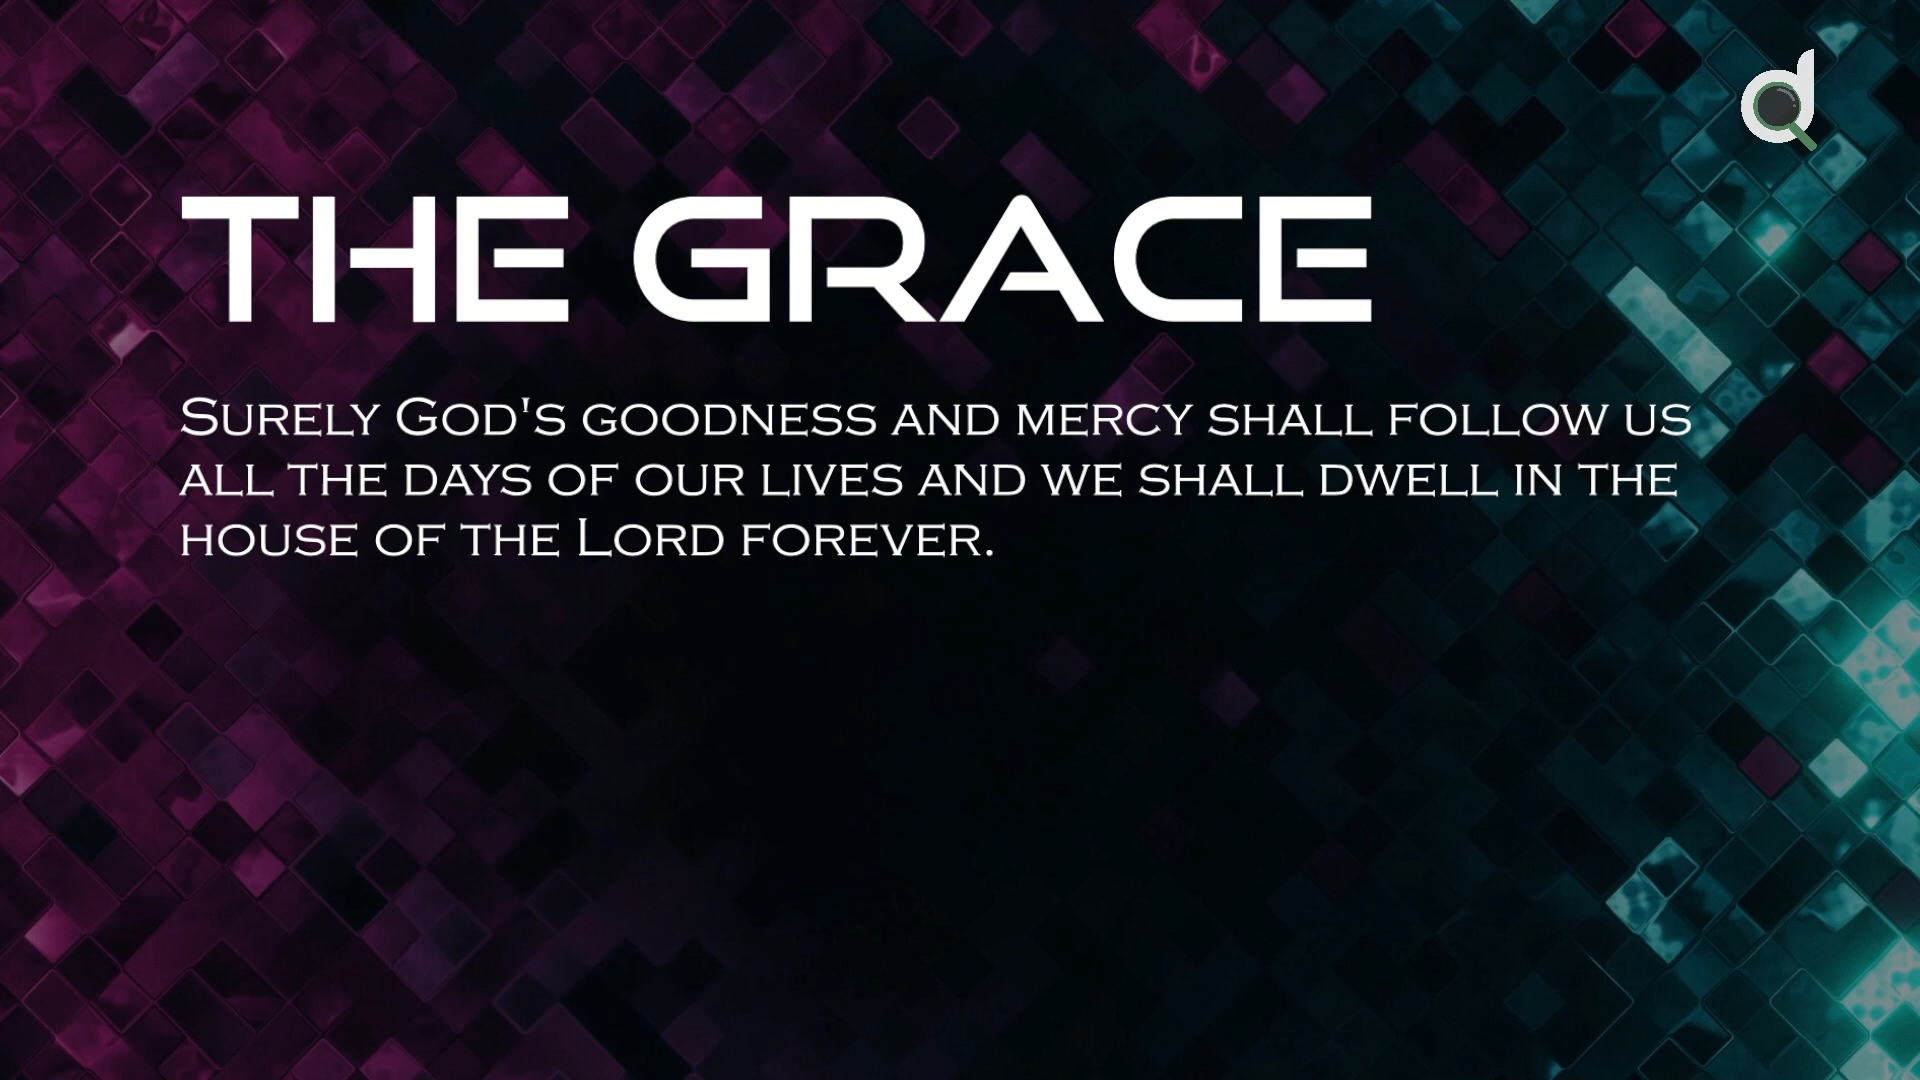 THE GRACE
Surely God's goodness and mercy shall follow us
all the days of our lives and we shall dwell in the
house of the Lord forever.